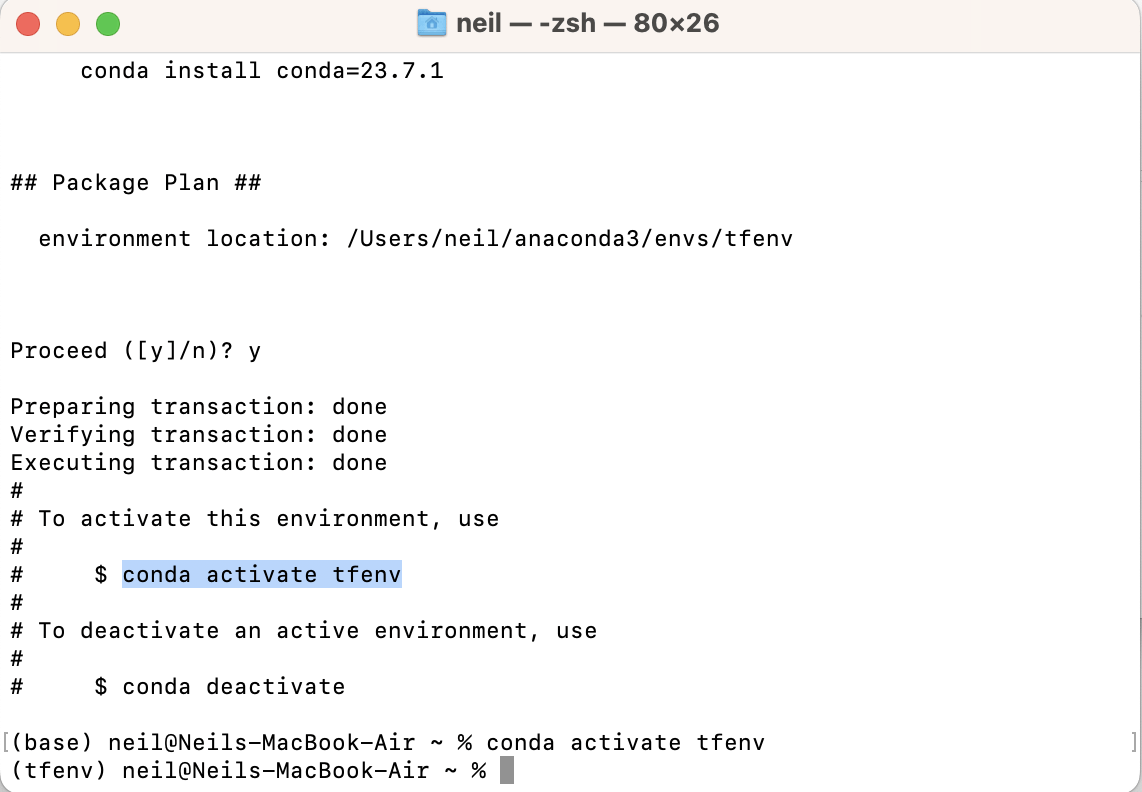 neil — -zsh — 80×26
conda install conda=23.7.1
## Package Plan ##
environment location: /Users/neil/anaconda3/envs/tfenv
Proceed ([y]/n)? y
Preparing transaction: done
Verifying transaction: done
Executing transaction: done
#
# To activate this environment, use
#
#     $ conda activate tfenv
#
# To deactivate an active environment, use
#
#     $ conda deactivate
[(base) neil@Neils-MacBook-Air ~ % conda activate tfenv ]
(tfenv) neil@Neils-MacBook-Air ~ %